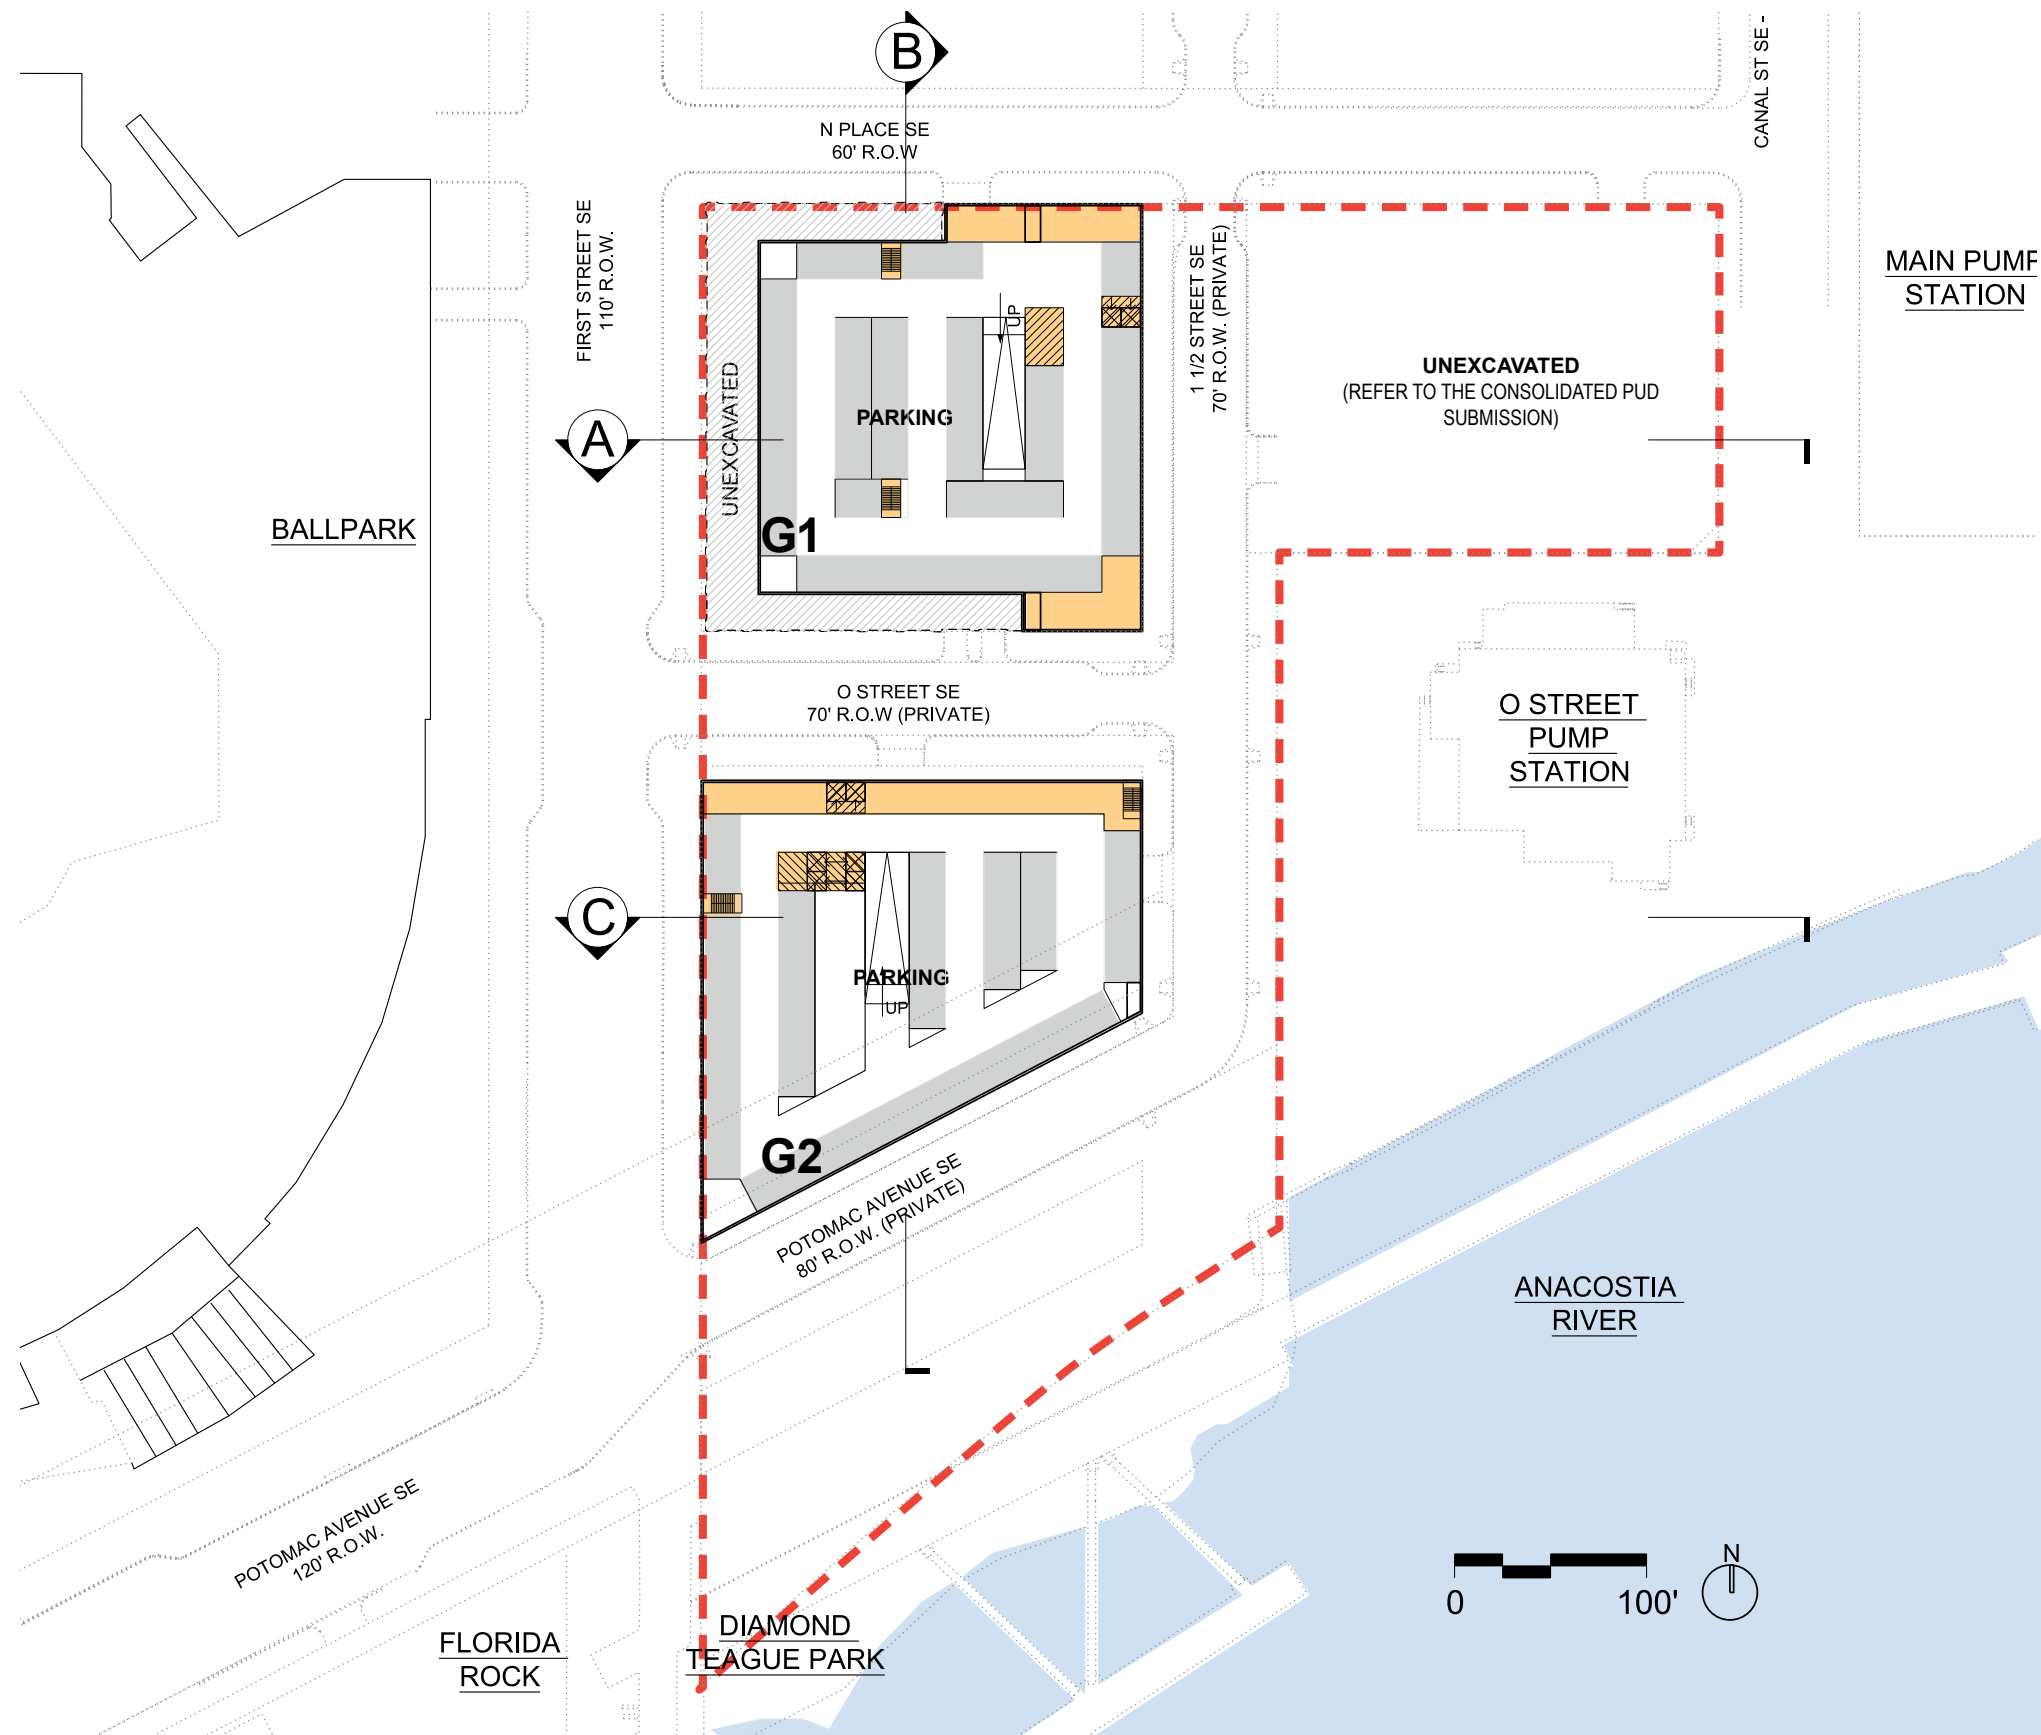 B
CANAL ST SE -
N PLACE SE
60' R.O.W
FIRST STREET SE
110' R.O.W.
1 1/2 STREET SE
70' R.O.W. (PRIVATE)
MAIN PUMP
STATION
UP
UNEXCAVATED
(REFER TO THE CONSOLIDATED PUD
SUBMISSION)
UNEXCAVATED
PARKING
A
BALLPARK
G1
O STREET SE
70' R.O.W (PRIVATE)
O STREET
PUMP
STATION
C
PARKING
UP
G2
POTOMAC AVENUE SE
80' R.O.W. (PRIVATE)
ANACOSTIA
RIVER
POTOMAC AVENUE SE
120' R.O.W.
N
0 100'
FLORIDA
ROCK
DIAMOND
TEAGUE PARK